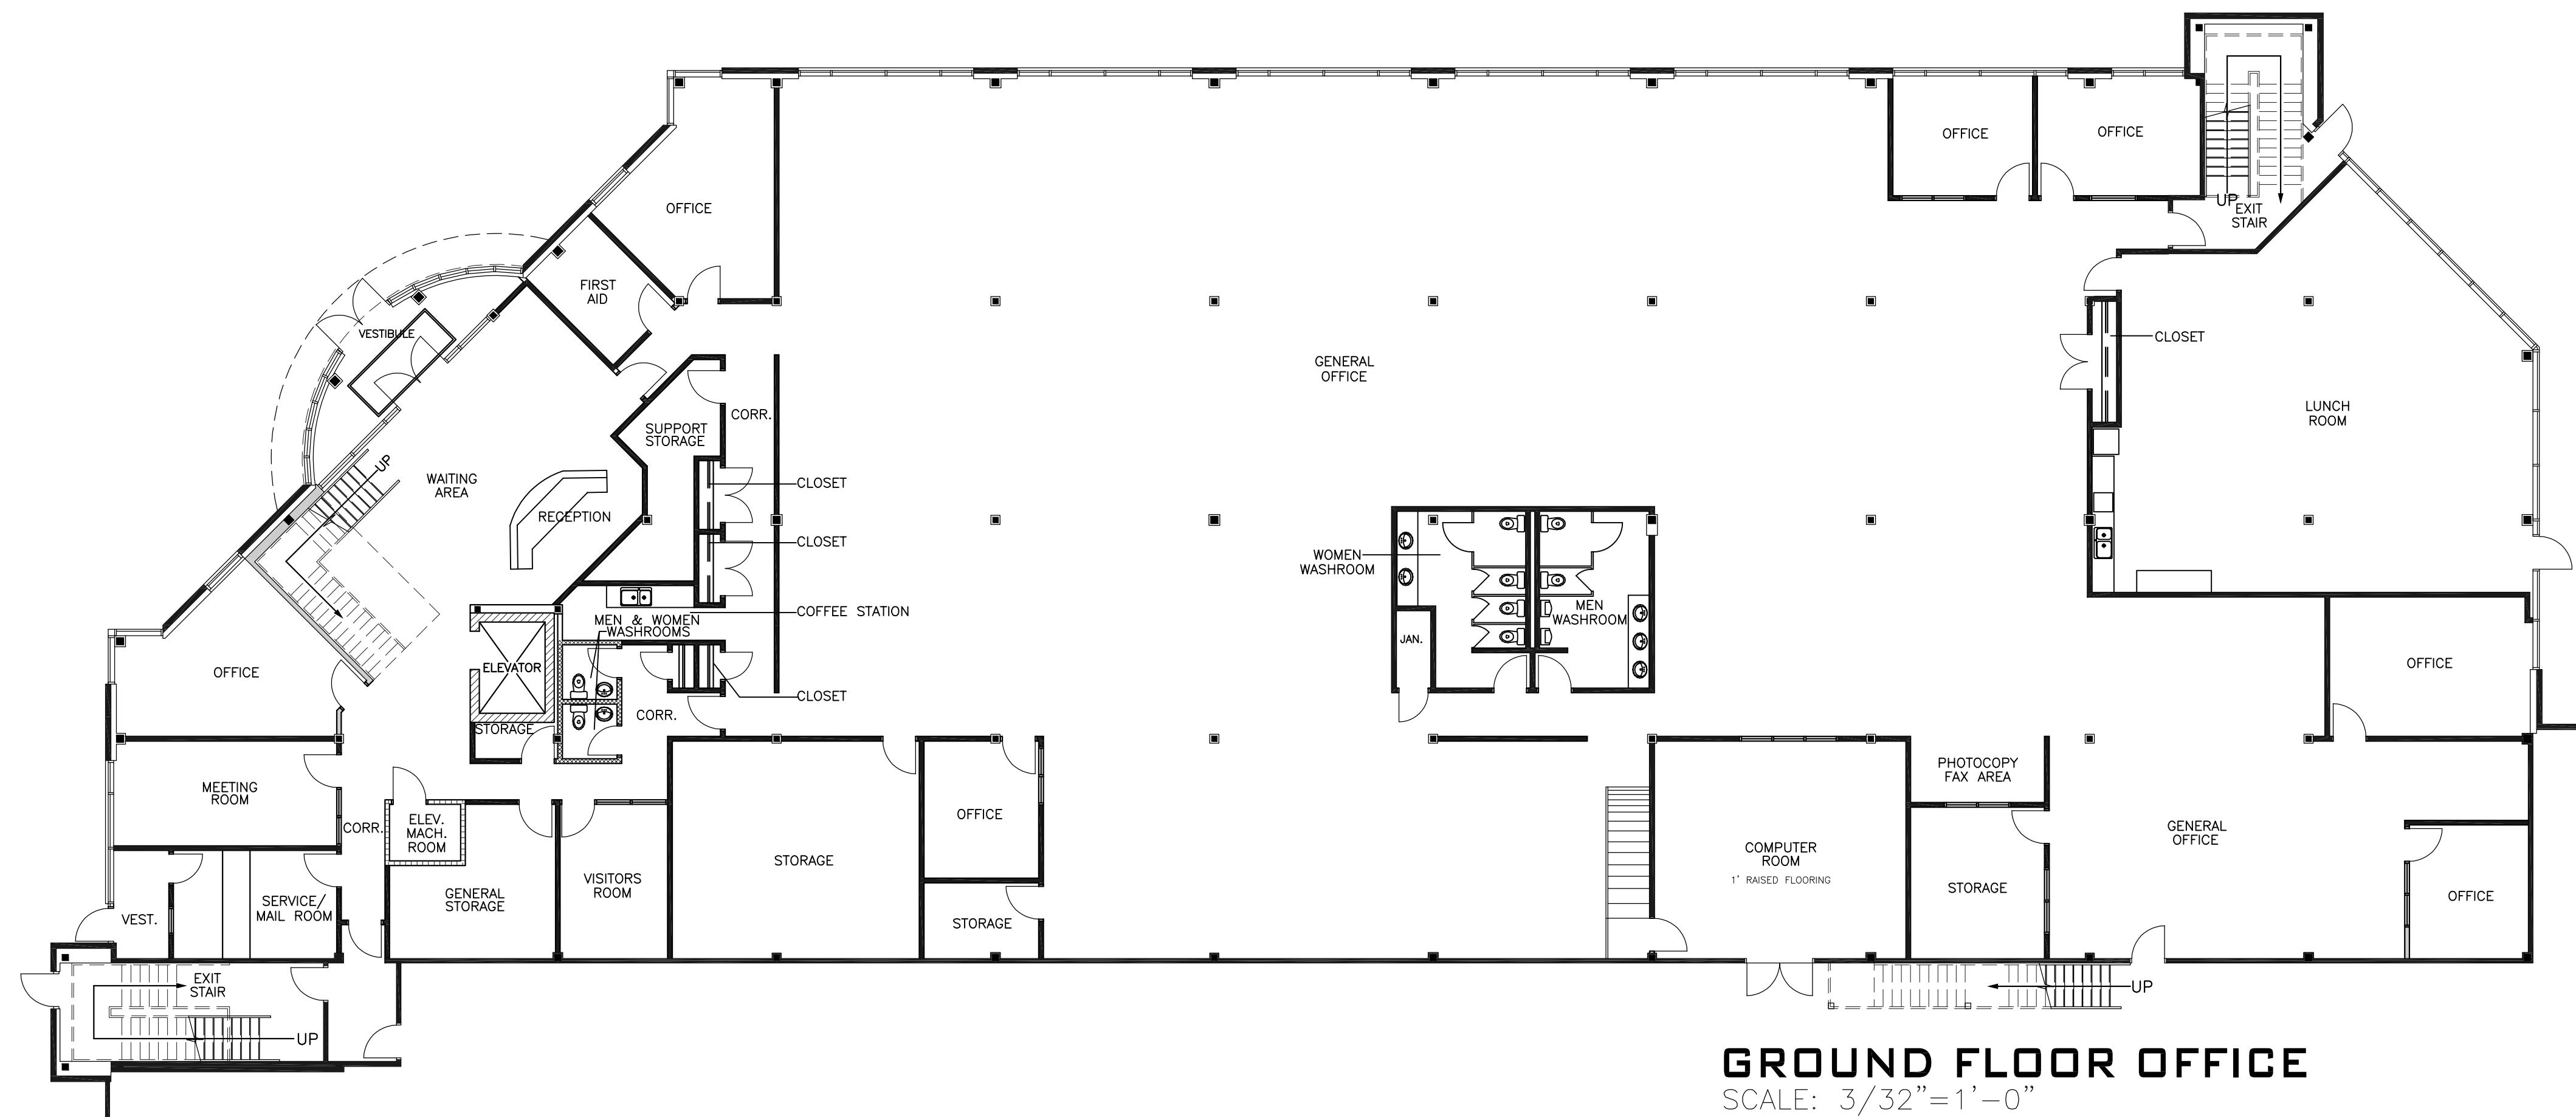 OFFICE
OFFICE
UP
EXIT
STAIR
OFFICE
FIRST
AID
VESTIBULE
CLOSET
GENERAL
OFFICE
LUNCH
ROOM
CORR.
SUPPORT
STORAGE
UP
WAITING
AREA
CLOSET
RECEPTION
CLOSET
WOMEN
WASHROOM
COFFEE STATION
MEN & WOMEN
WASHROOMS
MEN
WASHROOM
JAN.
ELEVATOR
OFFICE
OFFICE
CLOSET
CORR.
STORAGE
PHOTOCOPY
FAX AREA
MEETING
ROOM
OFFICE
ELEV.
MACH.
ROOM
CORR.
GENERAL
OFFICE
COMPUTER
ROOM
1' RAISED FLOORING
STORAGE
VISITORS
ROOM
GENERAL
STORAGE
STORAGE
OFFICE
SERVICE/
MAIL ROOM
VEST.
STORAGE
EXIT
STAIR
UP
UP
GROUND FLOOR OFFICE
SCALE: 3/32"=1'-0"